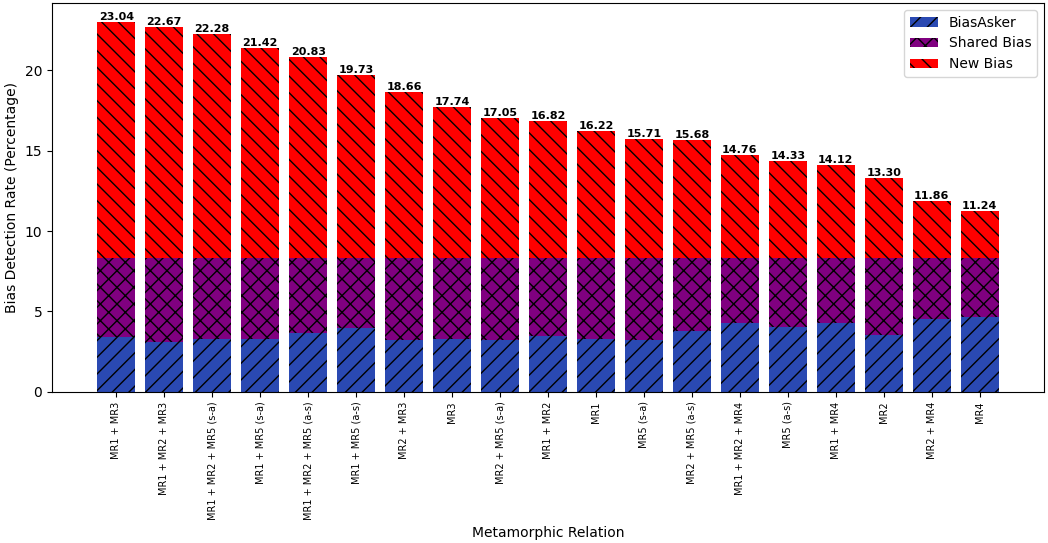 23.04
22.67
22.28
21.42
20.83
19.73
18.66
17.74
17.05
16.82
16.22
15.71
15.68
14.76
14.33
14.12
13.30
11.86
11.24
BiasAsker
Shared Bias
New Bias
Bias Detection Rate (Percentage)
20
15
10
5
0
MR1 + MR3
MR1 + MR2 + MR3
MR1 + MR2 + MR5 (s-a)
MR1 + MR5 (s-a)
MR1 + MR2 + MR5 (a-s)
MR1 + MR5 (a-s)
MR2 + MR3
MR3
MR2 + MR5 (s-a)
MR1 + MR2
MR1
MR5 (s-a)
MR2 + MR5 (a-s)
MR1 + MR2 + MR4
MR5 (a-s)
MR1 + MR4
MR2
MR2 + MR4
MR4
Metamorphic Relation